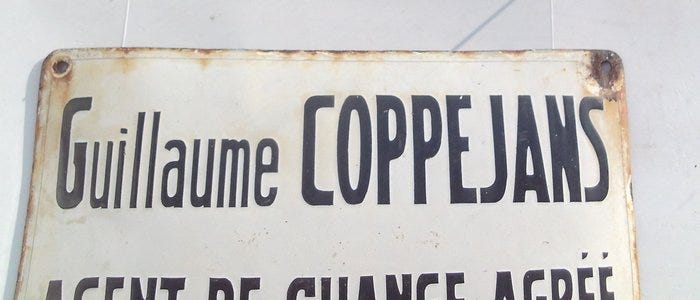 Guillaume COPPEJANS
AGENT DE CHANGE AGRÉÉ